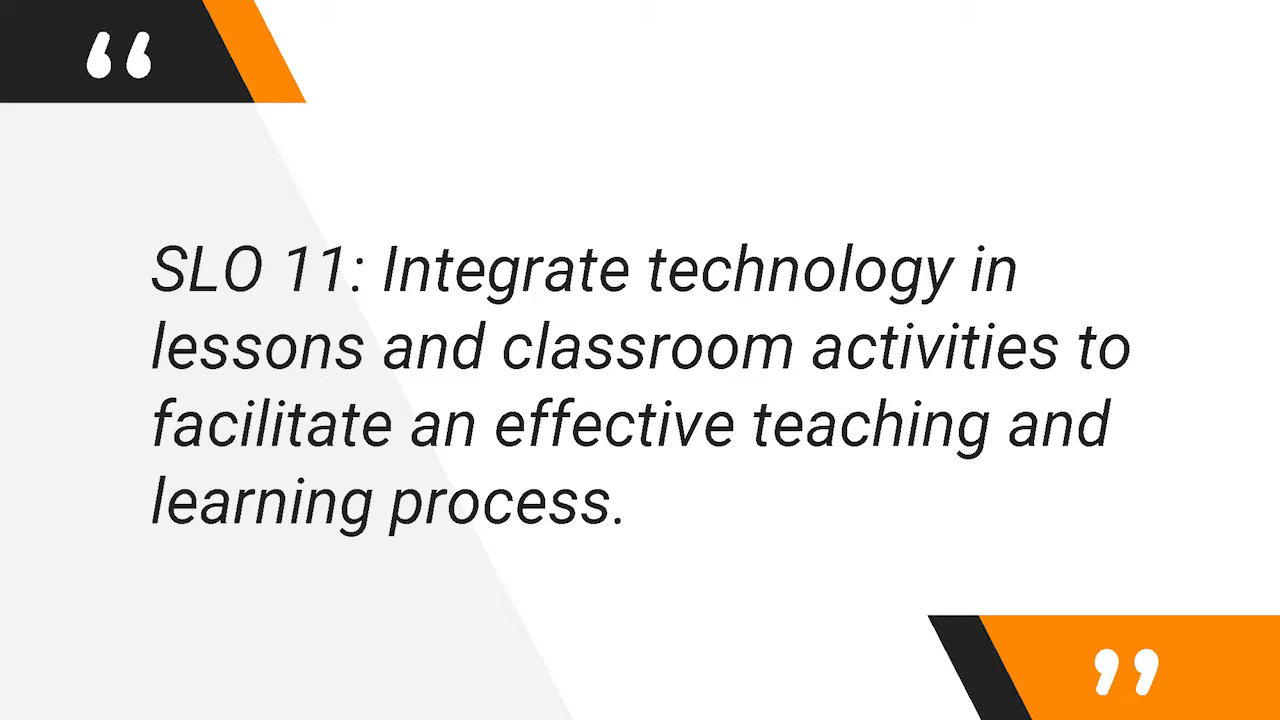 “
SLO 11: Integrate technology in
lessons and classroom activities to
facilitate an effective teaching and
learning process.
”